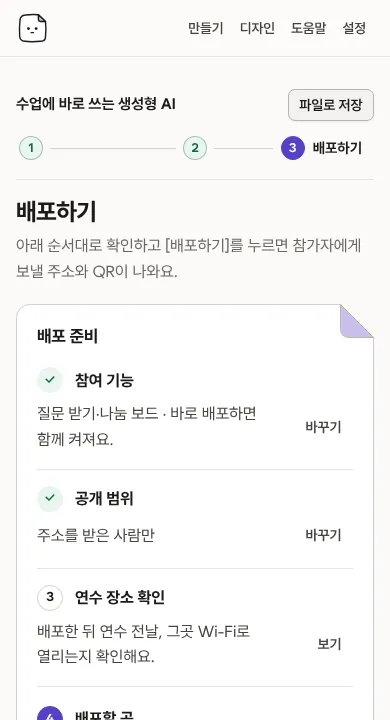 만들기 디자인 도움말 설정
수업에 바로 쓰는 생성형 AI
파일로 저장
1 2 3 배포하기
배포하기
아래 순서대로 확인하고 [배포하기]를 누르면 참가자에게
보낼 주소와 QR이 나와요.
배포 준비
참여 기능
질문 받기·나눔 보드 · 바로 배포하면
함께 켜져요.
바꾸기
공개 범위
주소를 받은 사람만
바꾸기
3 연수 장소 확인
배포한 뒤 연수 전날, 그곳 Wi-Fi로
열리는지 확인해요.
보기
4 배포할 곳